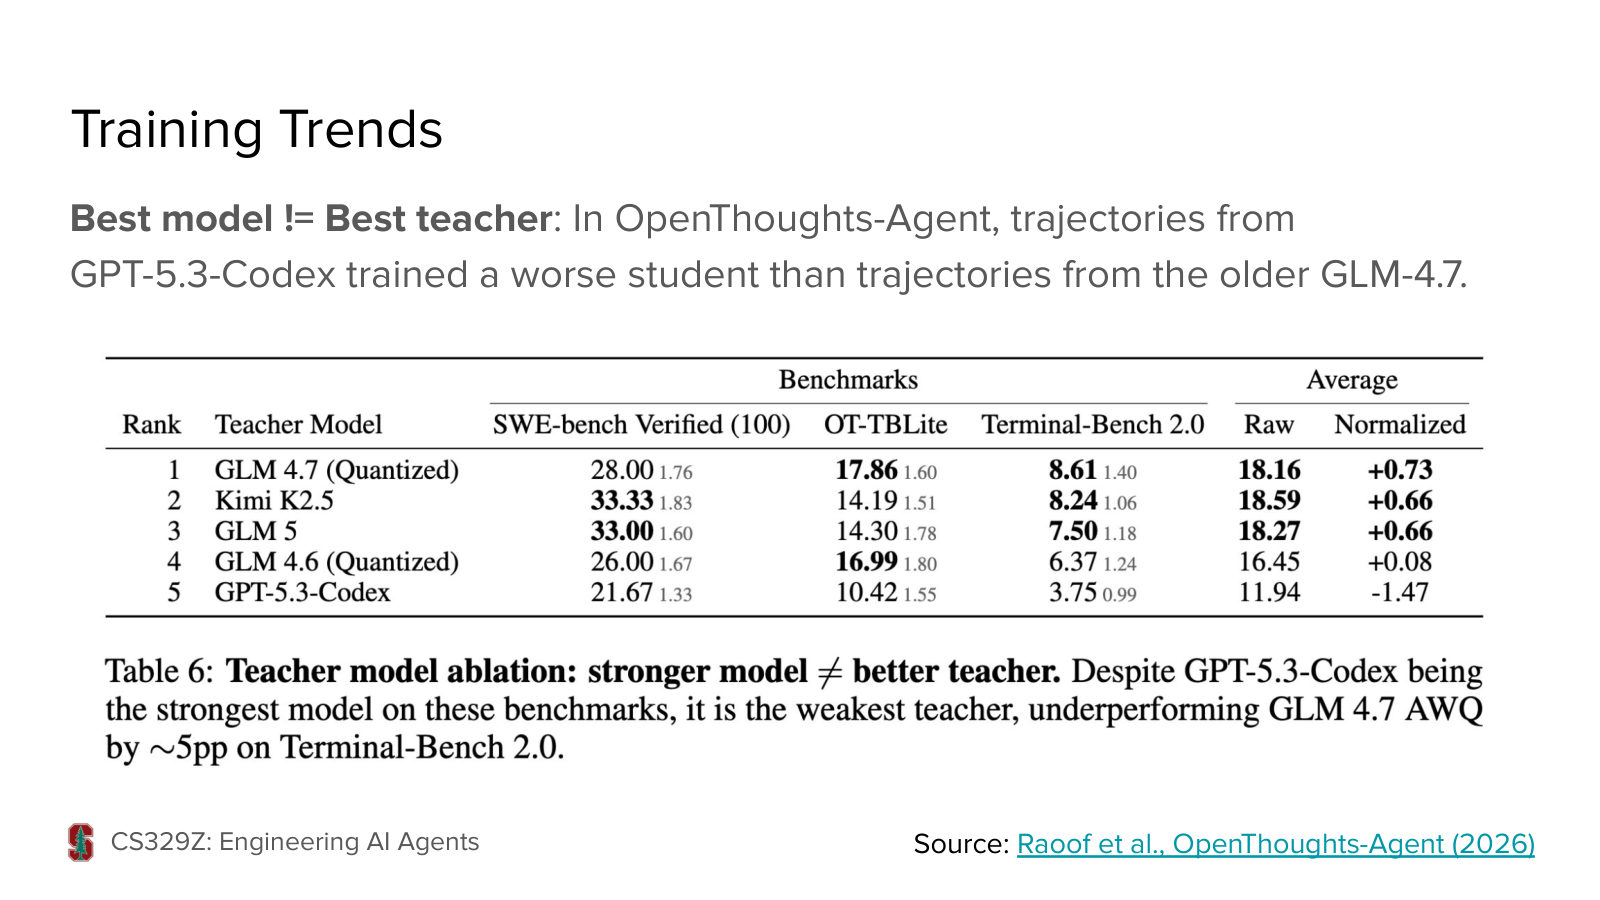 Training Trends
Best model != Best teacher: In OpenThoughts-Agent, trajectories from
GPT-5.3-Codex trained a worse student than trajectories from the older GLM-4.7.
Benchmarks Average
Rank Teacher Model SWE-bench Verified (100) OT-TBLite Terminal-Bench 2.0 Raw Normalized
1 GLM 4.7 (Quantized) 28.00 1.76 17.86 1.60 8.61 1.40 18.16 +0.73
2 Kimi K2.5 33.33 1.83 14.19 1.51 8.24 1.06 18.59 +0.66
3 GLM 5 33.00 1.60 14.30 1.78 7.50 1.18 18.27 +0.66
4 GLM 4.6 (Quantized) 26.00 1.67 16.99 1.80 6.37 1.24 16.45 +0.08
5 GPT-5.3-Codex 21.67 1.33 10.42 1.55 3.75 0.99 11.94 -1.47
Table 6: Teacher model ablation: stronger model ≠ better teacher. Despite GPT-5.3-Codex being
the strongest model on these benchmarks, it is the weakest teacher, underperforming GLM 4.7 AWQ
by ∼5pp on Terminal-Bench 2.0.
CS329Z: Engineering AI Agents
Source: Raoof et al., OpenThoughts-Agent (2026)